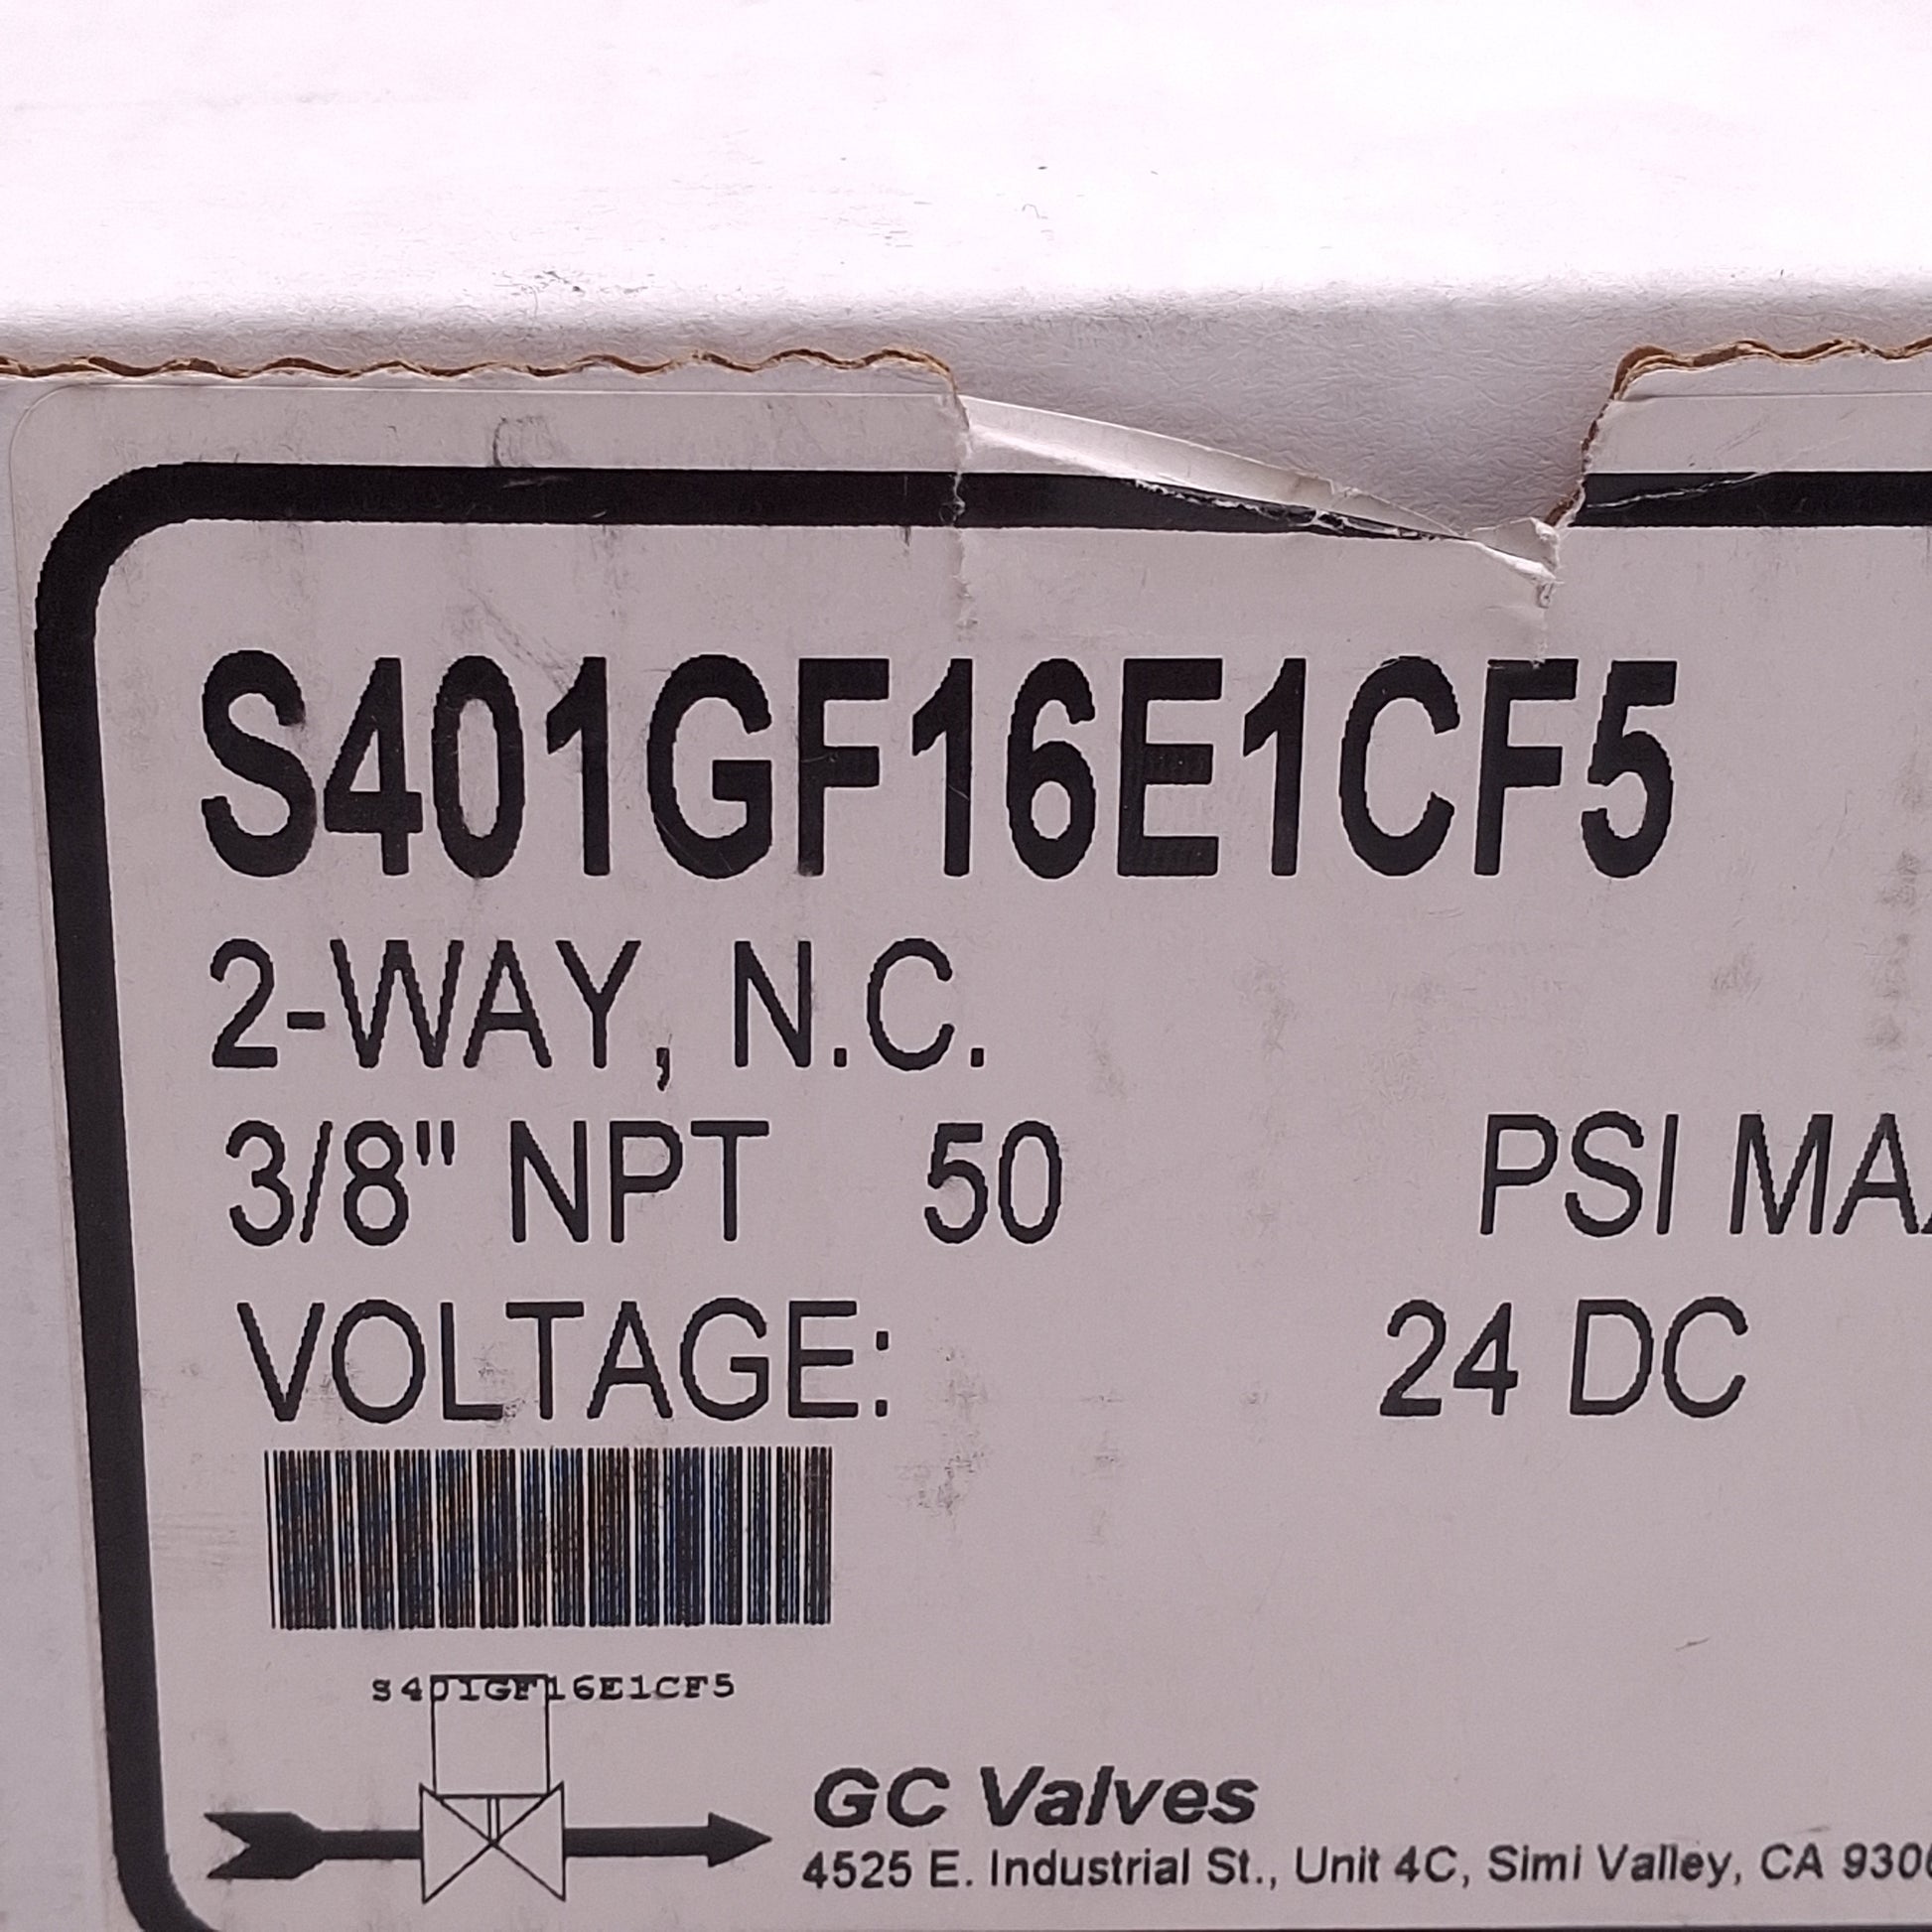 S401GF16E1CF5
2-WAY, N.C.
3/8" NPT 50 PSI MA
VOLTAGE: 24 DC
S401GF16E1CF5
GC Valves
4525 E. Industrial St., Unit 4C, Simi Valley, CA 930